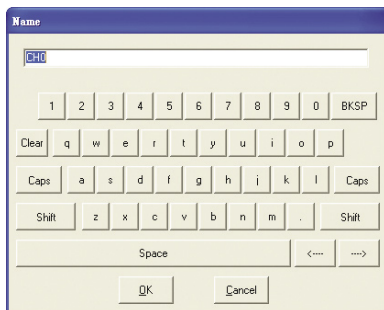 Name
CH0
1 2 3 4 5 6 7 8 9 0 BKSP
Clear q w e r t y u i o p
Caps a s d f g h j k l Caps
Shift z x c v b n m . Shift
Space <---- ---->
OK Cancel